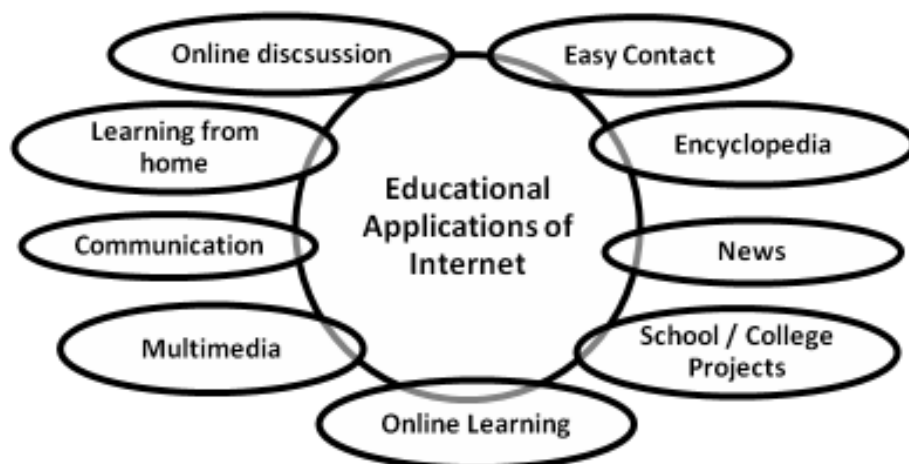 Online discsussion
Easy Contact
Learning from
home
Encyclopedia
Educational
Applications of
Internet
Communication
News
Multimedia
School / College
Projects
Online Learning